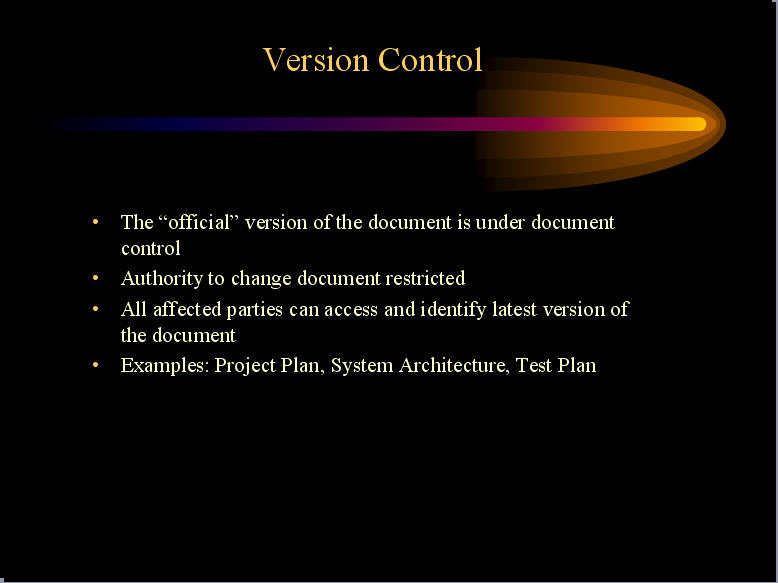 Version Control
• The “official” version of the document is under document
control
• Authority to change document restricted
• All affected parties can access and identify latest version of
the document
• Examples: Project Plan, System Architecture, Test Plan